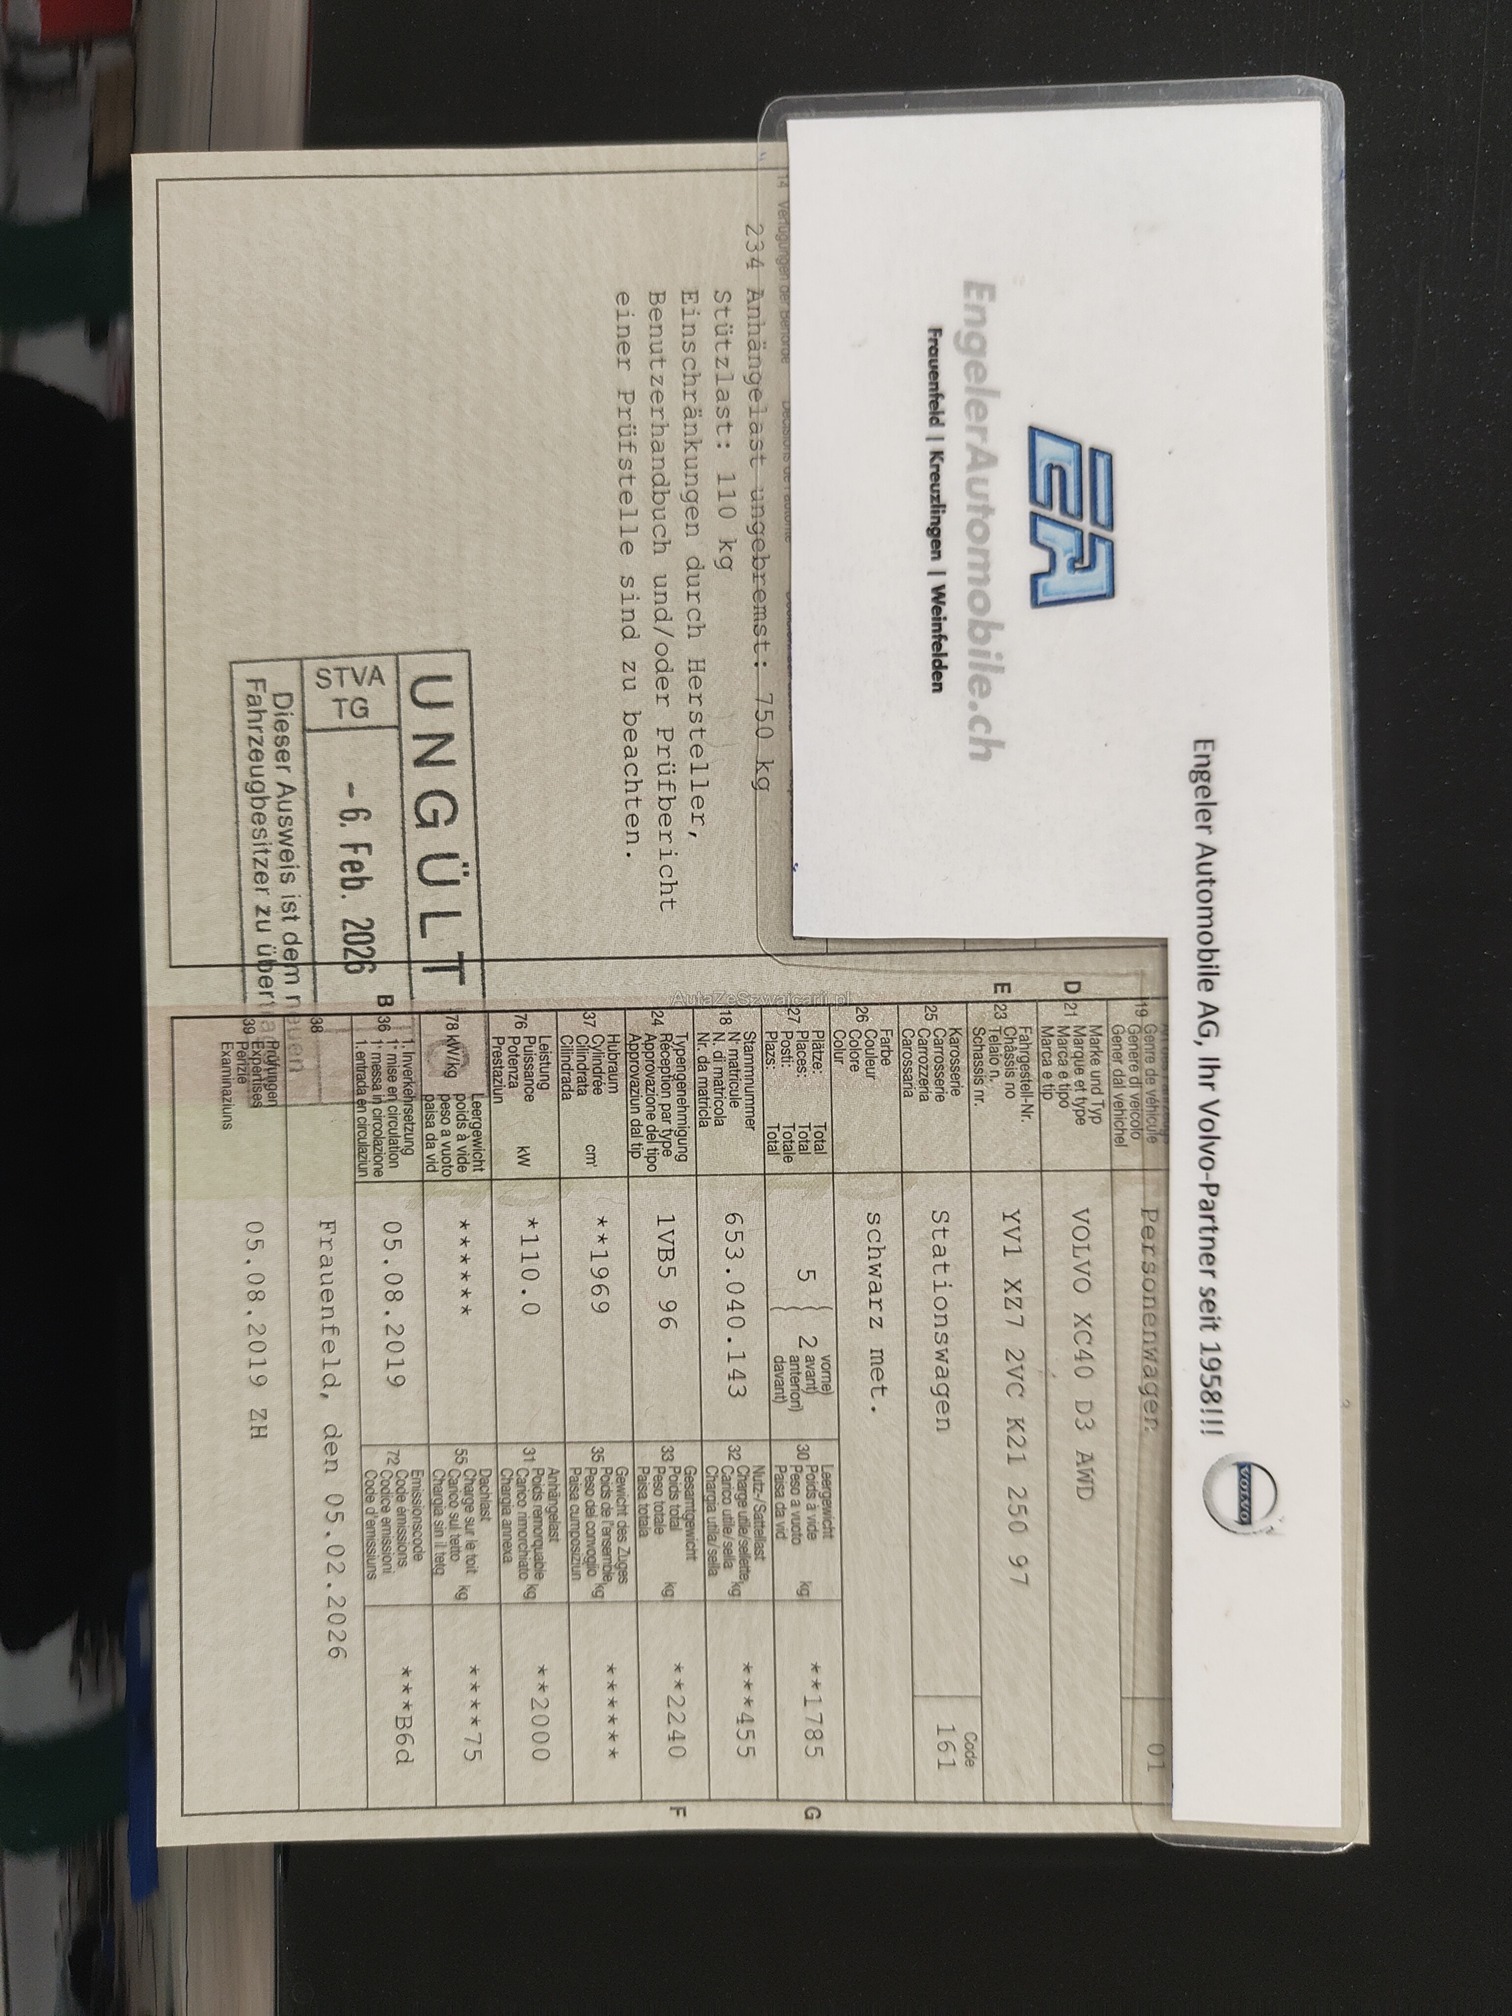 Engeler Automobile AG, Ihr Volvo-Partner seit 1958!!!
VOLVO
EA
EngelerAutomobile.ch
Frauenfeld | Kreuzlingen | Weinfelden
14 Verfügungen der Behörde
234 Anhängelast ungebremst: 750 kg
Stützlast: 110 kg
Einschränkungen durch Hersteller,
Benutzerhandbuch und/oder Prüfbericht
einer Prüfstelle sind zu beachten.
UNGÜLT
STVA
TG
-6. Feb. 2026
Dieser Ausweis ist dem neuen
Fahrzeugbesitzer zu übertragen
AutaZeSzwajcarii.pl
19 Genre de véhicule
Genere di veicolo
Gener dal vehichel
Personenwagen
01
D 21
Marke und Typ
Marque et type
Marca e tipo
Marca e tip
VOLVO XC40 D3 AWD
E 23
Fahrgestell-Nr.
Châssis no
Telaio n.
Schassis nr.
YV1 XZ7 2VC K21 250 97
25
Karosserie
Carrosserie
Carrozzeria
Carossaria
Stationswagen
Code
161
26
Farbe
Couleur
Colore
Colur
schwarz met.
27
Plätze: Total
Places: Total
Posti: Totale
Plazs: Total
5 { 2
vorne)
avant)
anteriori)
davant)
30
Leergewicht
Poids à vide
Peso a vuoto kg
Paisa da vid
**1785
G
18
Stammnummer
N° matricule
N. di matricola
Nr. da matricla
653.040.143
32
Nutz-/Sattellast
Charge utile/sellette kg
Carico utile/sella
Chargia utila/sella
***455
24
Typengenehmigung
Réception par type
Approvazione del tipo
Approvaziun dal tip
1VB5 96
33
Gesamtgewicht
Poids total kg
Peso totale
Paisa totala
**2240
F
37
Hubraum
Cylindrée
Cilindrata cm³
Cilindrada
**1969
35
Gewicht des Zuges
Poids de l'ensemble kg
Peso del convoglio
Paisa cumposiziun
******
76
Leistung
Puissance kW
Potenza
Prestaziun
*110.0
31
Anhängelast
Poids remorquable kg
Carico rimorchiato
Chargia annexa
**2000
78 kW/kg
Leergewicht
poids à vide
peso a vuoto
paisa da vid
******
55
Dachlast
Charge sur le toit kg
Carico sul tetto
Chargia sin il tetg
****75
B 36
1. Inverkehrsetzung
1re mise en circulation
1a messa in circolazione
1. entrada en circulaziun
05.08.2019
72
Emissionscode
Code émissions
Codice emissioni
Code d'emissiuns
***B6d
38
Frauenfeld, den 05.02.2026
39
Prüfungen
Expertises
Perizie
Examinaziuns
05.08.2019 ZH